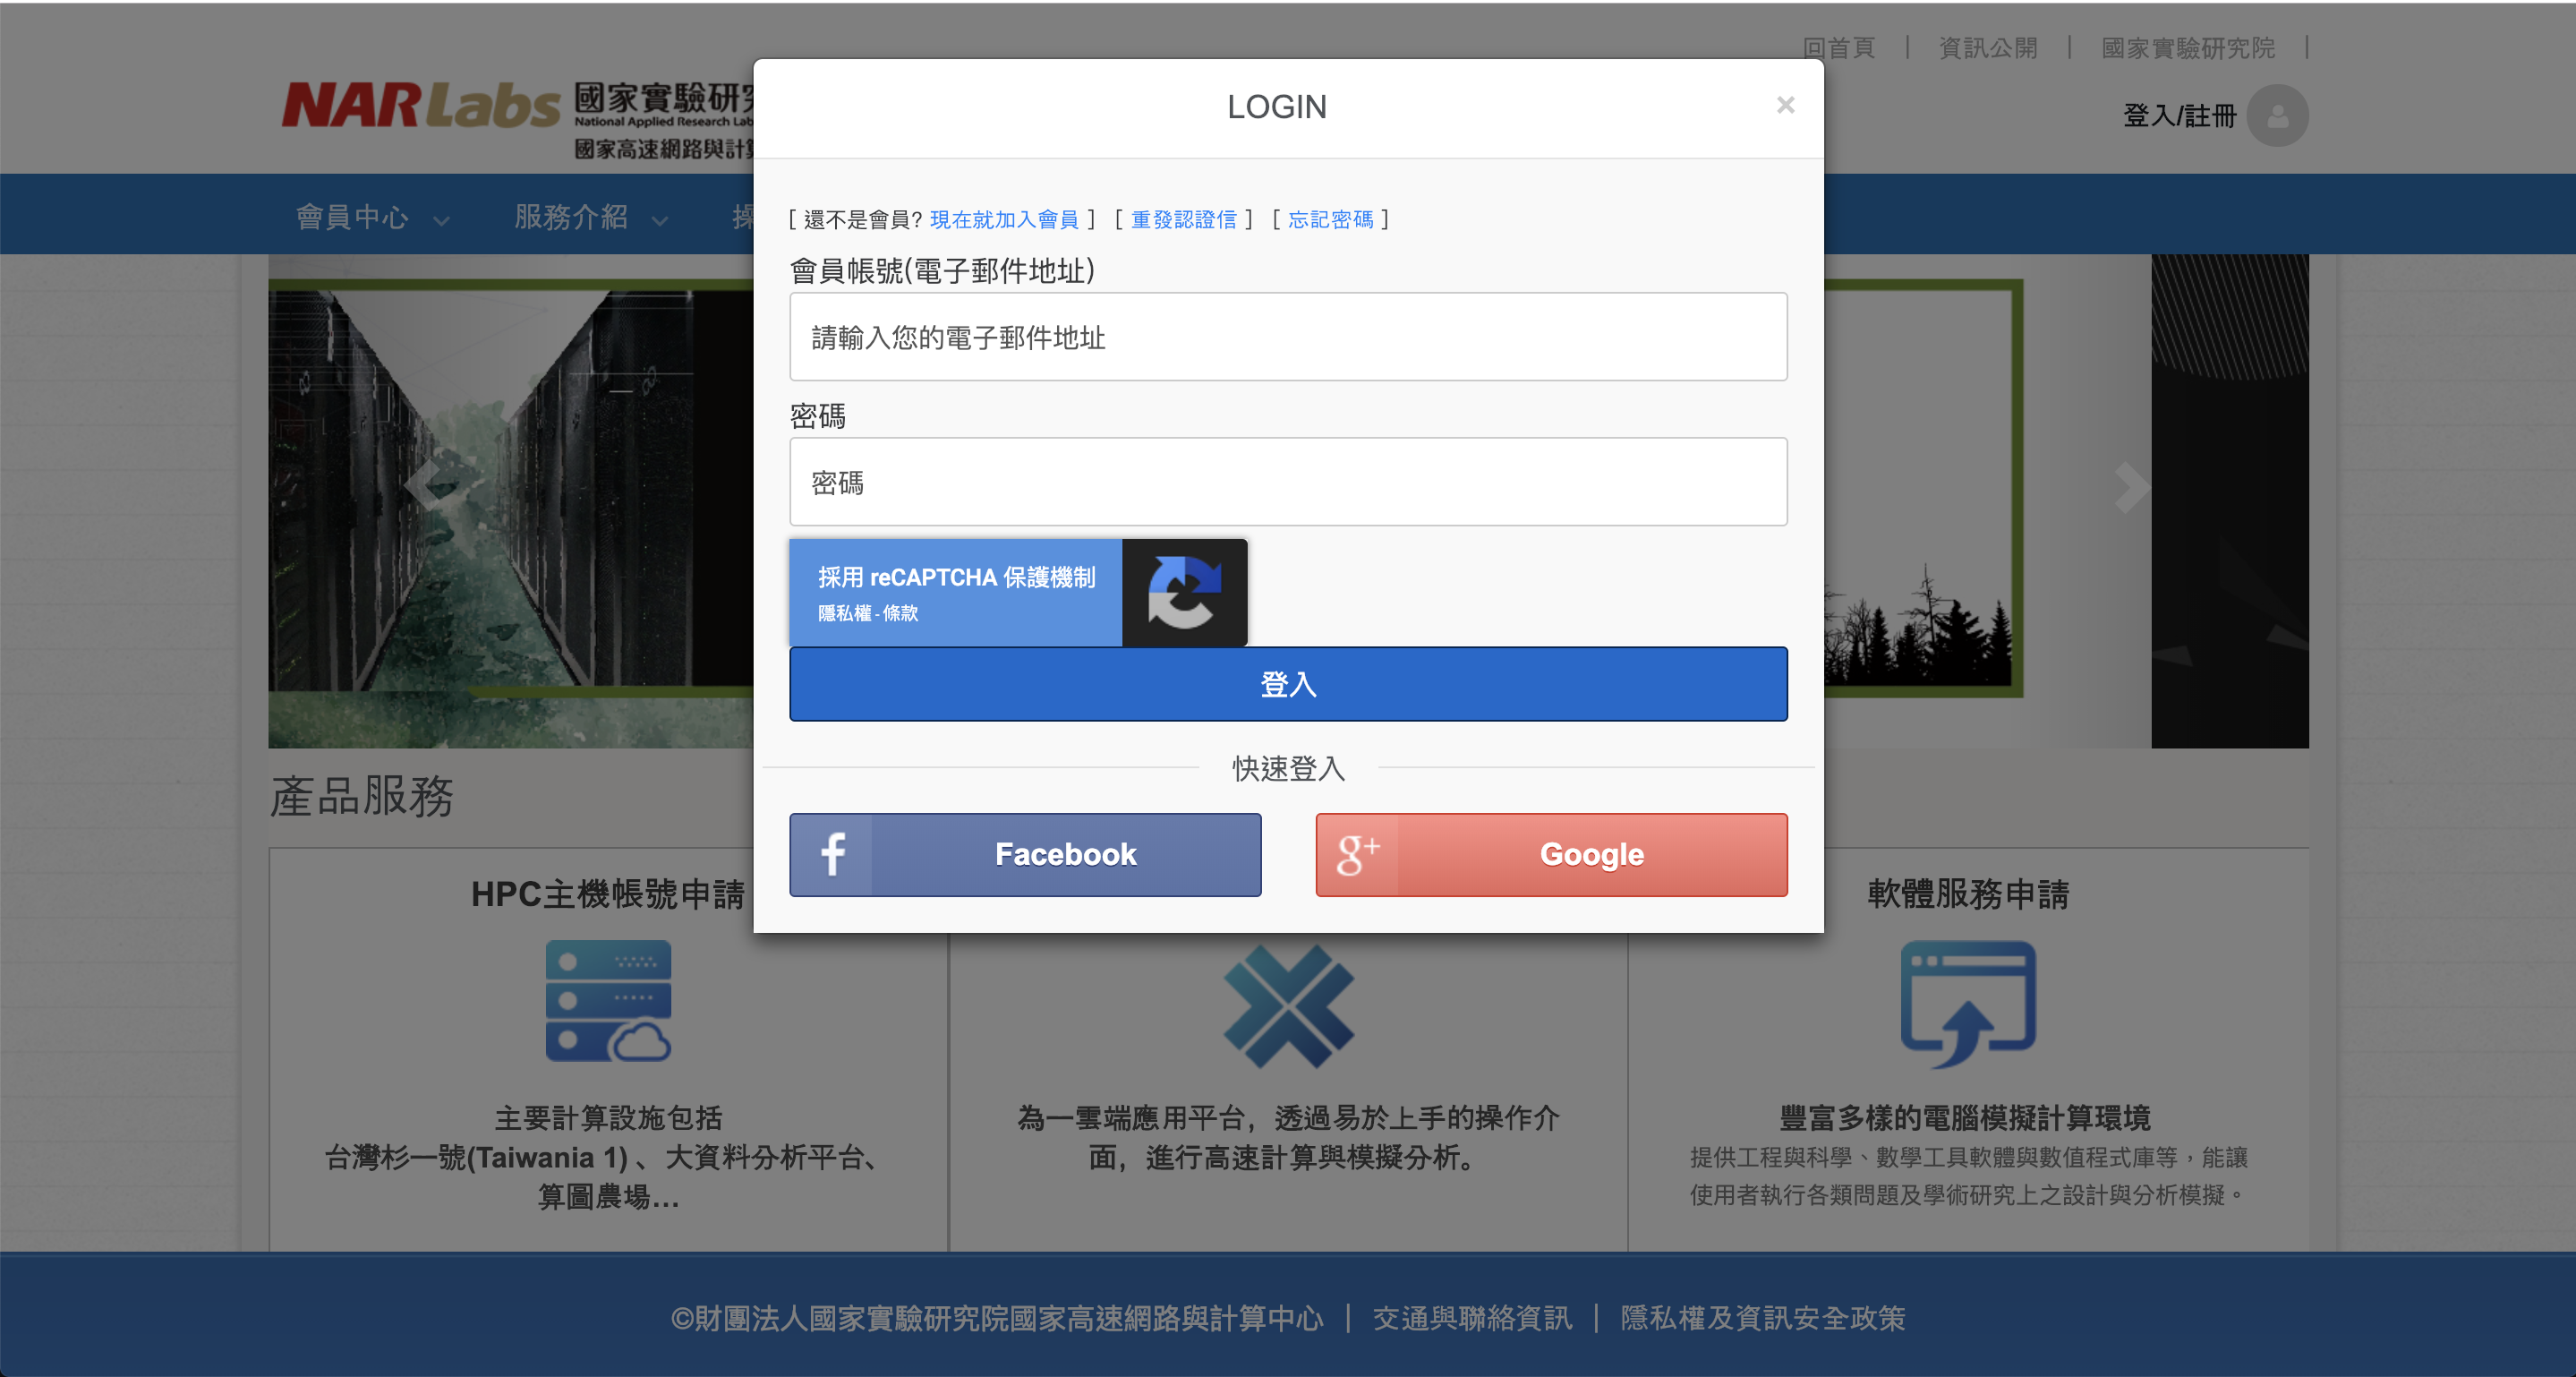 回首頁 | 資訊公開 | 國家實驗研究院 |
NARLabs 國家實驗研
National Applied Research Lab
國家高速網路與計
登入/註冊
會員中心 服務介紹
LOGIN ×
[ 還不是會員? 現在就加入會員 ] [ 重發認證信 ] [ 忘記密碼 ]
會員帳號(電子郵件地址)
請輸入您的電子郵件地址
密碼
密碼
採用 reCAPTCHA 保護機制
隱私權 - 條款
登入
快速登入
f Facebook
g+ Google
產品服務
HPC主機帳號申請
主要計算設施包括
台灣杉一號(Taiwania 1) 、大資料分析平台、
算圖農場...
為一雲端應用平台，透過易於上手的操作介
面，進行高速計算與模擬分析。
軟體服務申請
豐富多樣的電腦模擬計算環境
提供工程與科學、數學工具軟體與數值程式庫等，能讓
使用者執行各類問題及學術研究上之設計與分析模擬。
©財團法人國家實驗研究院國家高速網路與計算中心 | 交通與聯絡資訊 | 隱私權及資訊安全政策